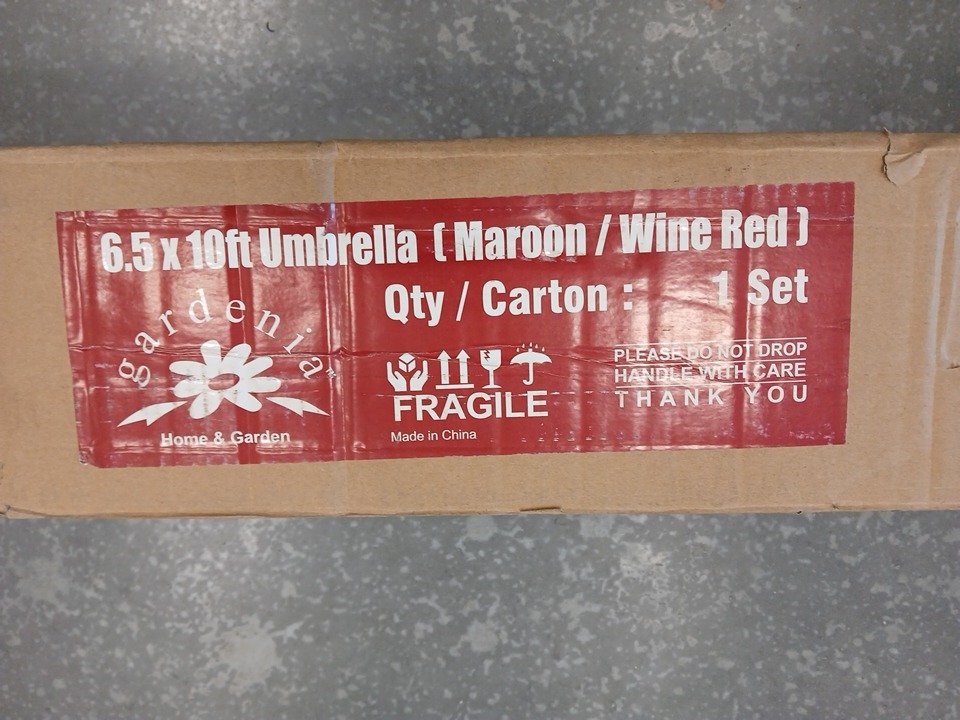 6.5 x 10ft Umbrella ( Maroon / Wine Red )
Qty / Carton : 1 Set
gardenia™
Home & Garden
FRAGILE
Made in China
PLEASE DO NOT DROP
HANDLE WITH CARE
THANK YOU